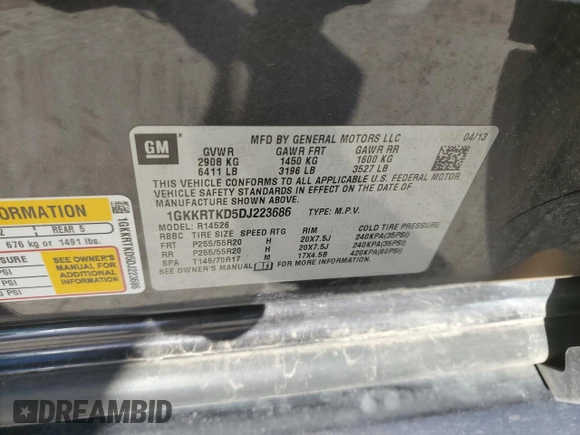 GM
MFD BY GENERAL MOTORS LLC 04/13
GVWR GAWR FRT GAWR RR
2908 KG 1450 KG 1600 KG
6411 LB 3196 LB 3527 LB
THIS VEHICLE CONFORMS TO ALL APPLICABLE U.S. FEDERAL MOTOR
VEHICLE SAFETY STANDARDS IN EFFECT ON THE DATE OF
MANUFACTURE SHOWN ABOVE.
1GKKRTKD5DJ223686 TYPE: M.P.V.
MODEL: R14526
RBBC TIRE SIZE SPEED RTG RIM COLD TIRE PRESSURE
FRT P255/55R20 H 20X7.5J 240KPA(35PSI)
RR P255/55R20 H 20X7.5J 240KPA(35PSI)
SPA T145/70R17 M 17X4.5B 420KPA(60PSI)
SEE OWNER'S MANUAL FOR MORE INFORMATION.
FORMATION
2 REAR 5
676 kg or 1491 lbs.
SEE OWNER'S
MANUAL FOR
ADDITIONAL
INFORMATION
1GKKRTKD5DJ223686
DREAMBID